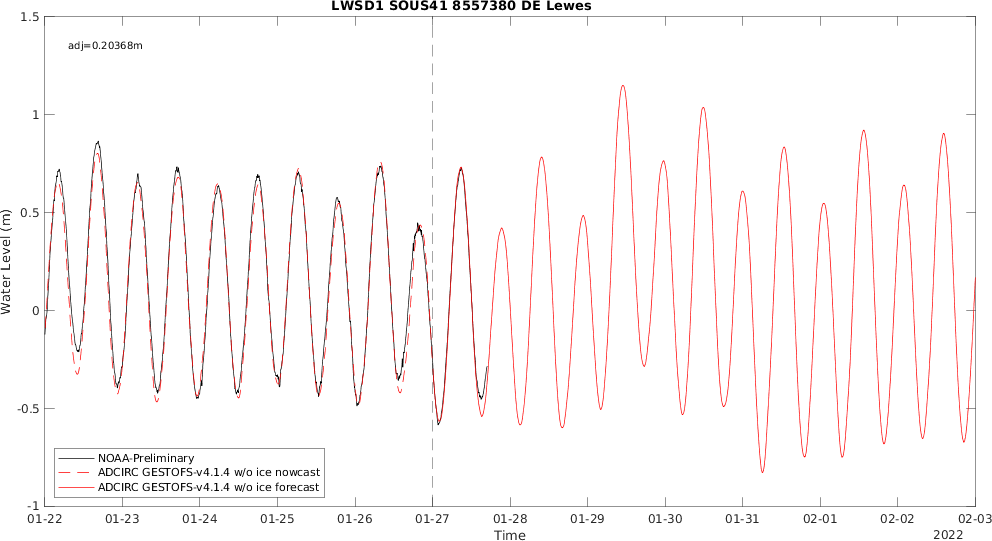 LWSD1 SOUS41 8557380 DE Lewes
1.5
adj=0.20368m
1
0.5
0
-0.5
-1
Water Level (m)
NOAA-Preliminary
ADCIRC GESTOFS-v4.1.4 w/o ice nowcast
ADCIRC GESTOFS-v4.1.4 w/o ice forecast
01-22 01-23 01-24 01-25 01-26 01-27 01-28 01-29 01-30 01-31 02-01 02-02 02-03
Time
2022